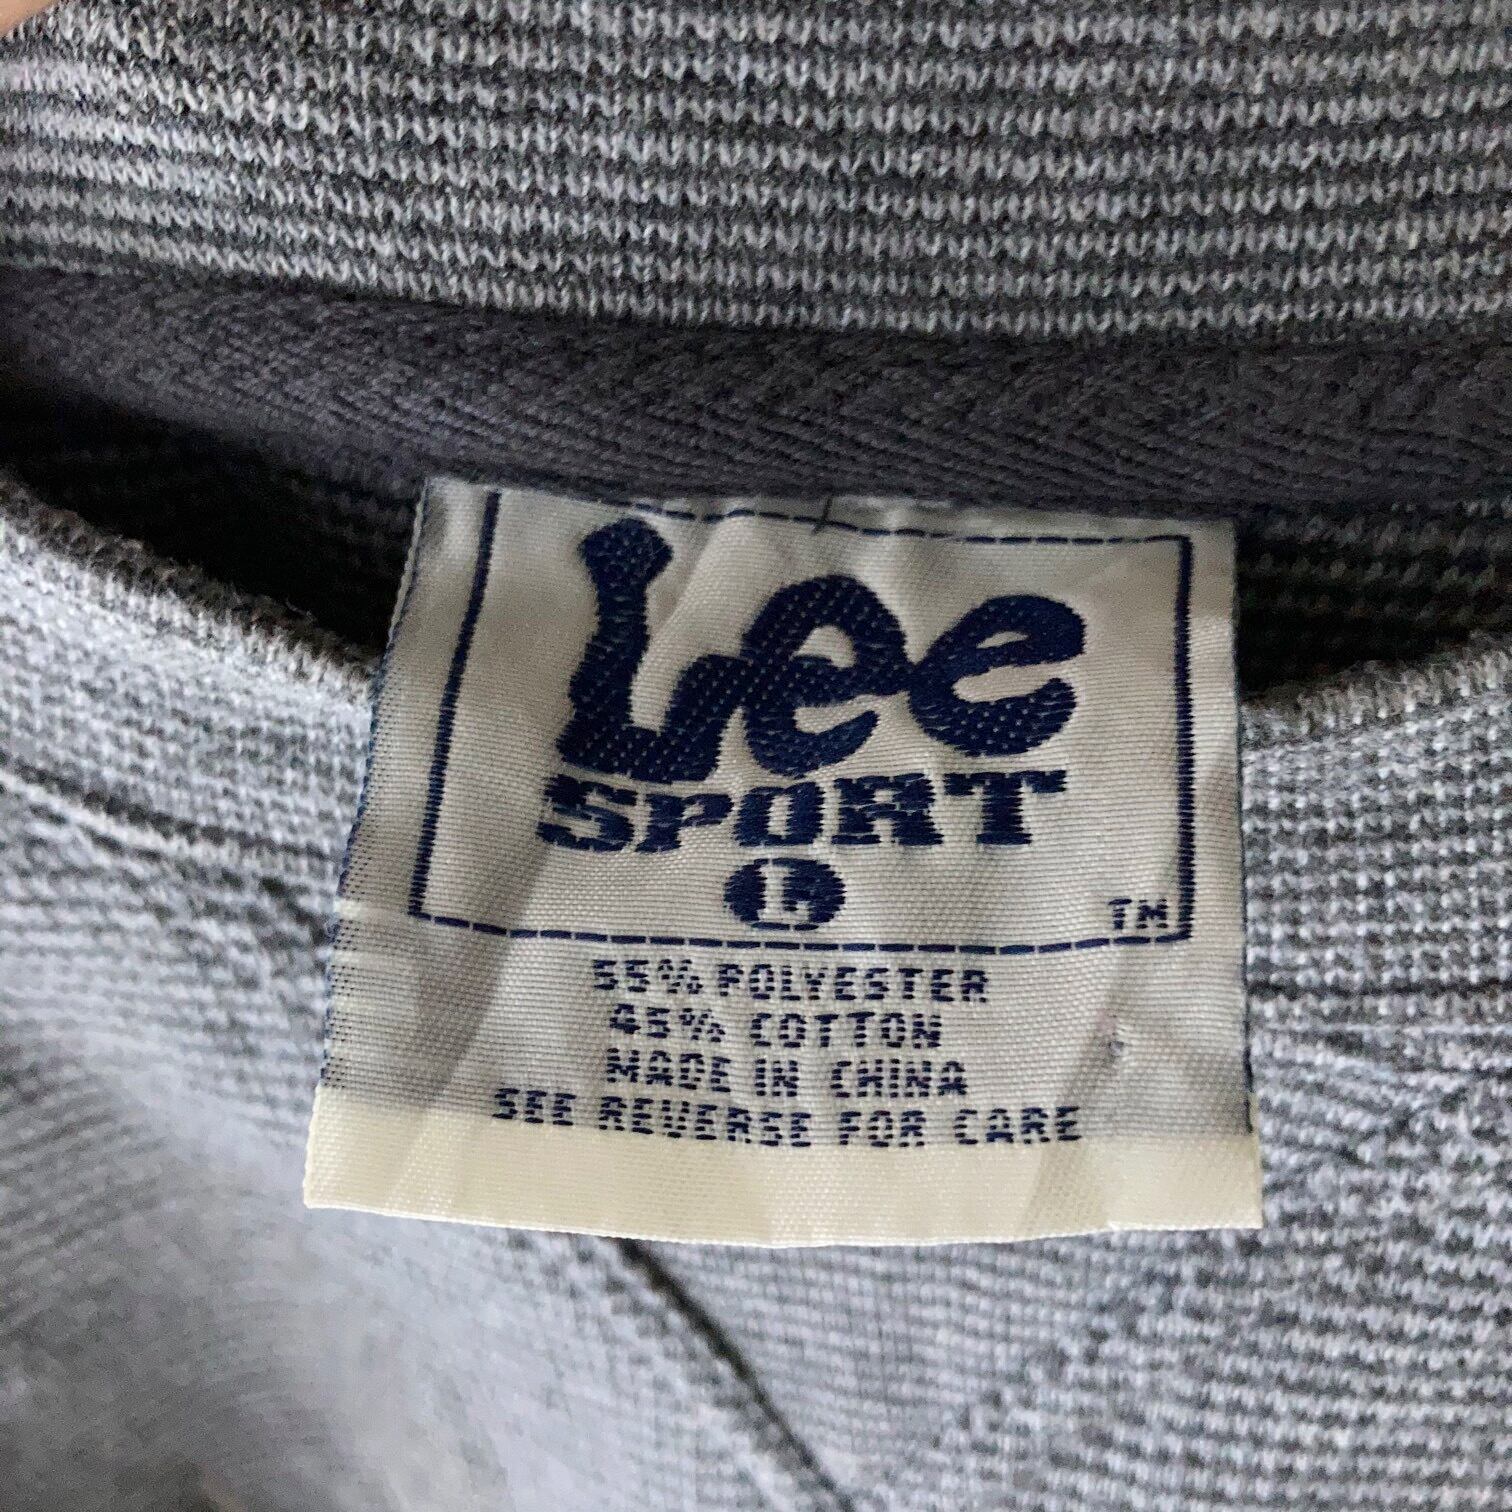 Lee
SPORT
L
TM
55% POLYESTER
45% COTTON
MADE IN CHINA
SEE REVERSE FOR CARE